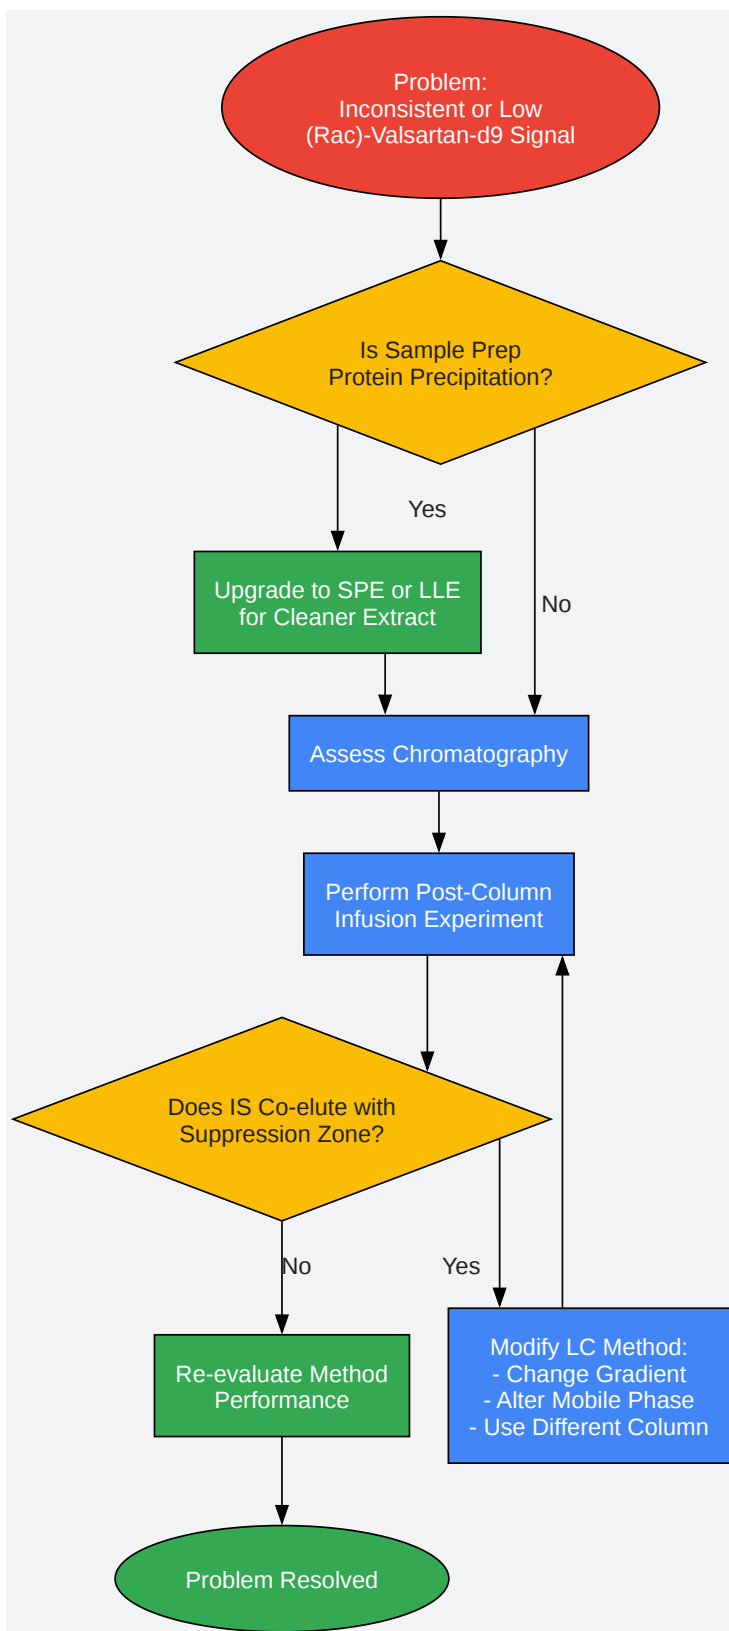 Problem:
Inconsistent or Low
(Rac)-Valsartan-d9 Signal
Is Sample Prep
Protein Precipitation?
Yes
Upgrade to SPE or LLE
for Cleaner Extract
No
Assess Chromatography
Perform Post-Column
Infusion Experiment
Does IS Co-elute with
Suppression Zone?
No
Yes
Re-evaluate Method
Performance
Modify LC Method:
- Change Gradient
- Alter Mobile Phase
- Use Different Column
Problem Resolved